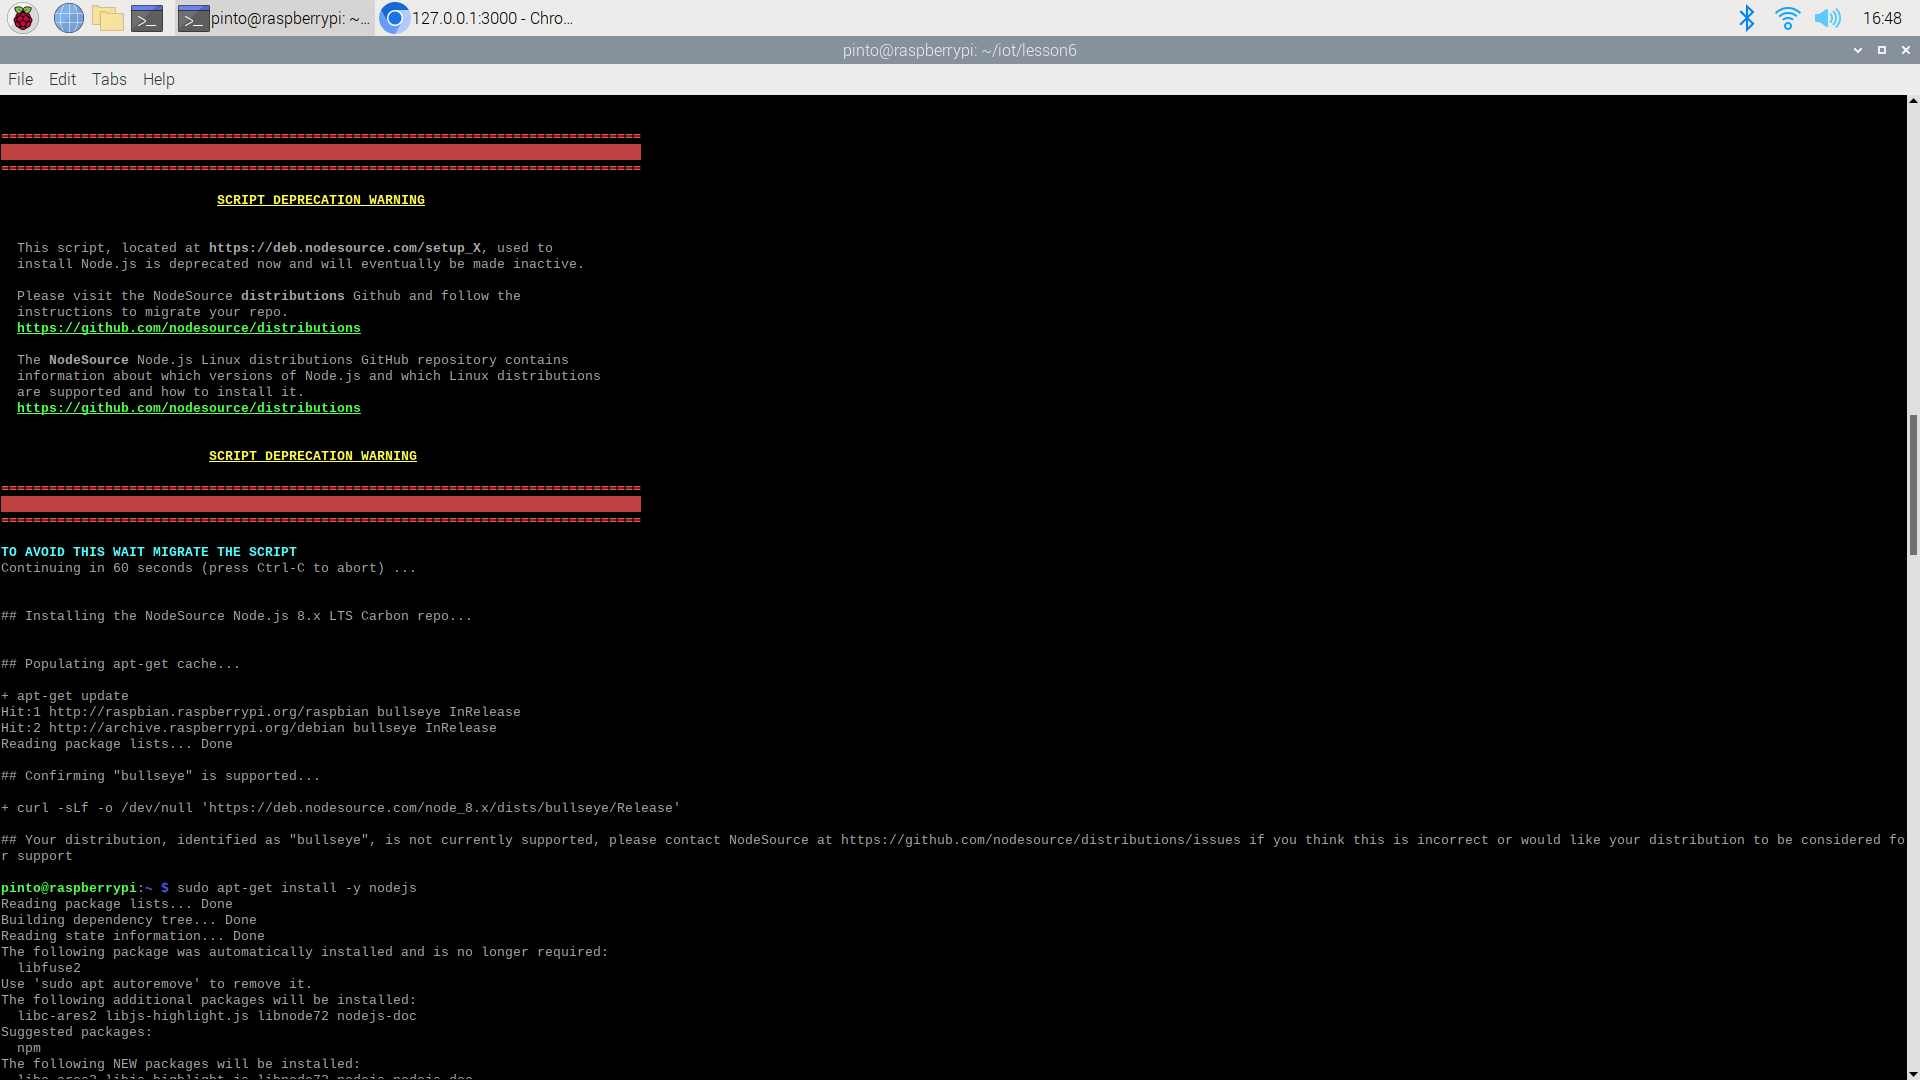 pinto@raspberrypi: ~...
127.0.0.1:3000 - Chro...
16:48
pinto@raspberrypi: ~/iot/lesson6
File Edit Tabs Help
================================================================================
================================================================================
SCRIPT DEPRECATION WARNING
This script, located at https://deb.nodesource.com/setup_X, used to
install Node.js is deprecated now and will eventually be made inactive.
Please visit the NodeSource distributions Github and follow the
instructions to migrate your repo.
https://github.com/nodesource/distributions
The NodeSource Node.js Linux distributions GitHub repository contains
information about which versions of Node.js and which Linux distributions
are supported and how to install it.
https://github.com/nodesource/distributions
SCRIPT DEPRECATION WARNING
================================================================================
================================================================================
TO AVOID THIS WAIT MIGRATE THE SCRIPT
Continuing in 60 seconds (press Ctrl-C to abort) ...
## Installing the NodeSource Node.js 8.x LTS Carbon repo...
## Populating apt-get cache...
+ apt-get update
Hit:1 http://raspbian.raspberrypi.org/raspbian bullseye InRelease
Hit:2 http://archive.raspberrypi.org/debian bullseye InRelease
Reading package lists... Done
## Confirming "bullseye" is supported...
+ curl -sLf -o /dev/null 'https://deb.nodesource.com/node_8.x/dists/bullseye/Release'
## Your distribution, identified as "bullseye", is not currently supported, please contact NodeSource at https://github.com/nodesource/distributions/issues if you think this is incorrect or would like your distribution to be considered fo
r support
pinto@raspberrypi:~ $ sudo apt-get install -y nodejs
Reading package lists... Done
Building dependency tree... Done
Reading state information... Done
The following package was automatically installed and is no longer required:
libfuse2
Use 'sudo apt autoremove' to remove it.
The following additional packages will be installed:
libc-ares2 libjs-highlight.js libnode72 nodejs-doc
Suggested packages:
npm
The following NEW packages will be installed:
libc-ares2 libjs-highlight.js libnode72 nodejs nodejs-doc